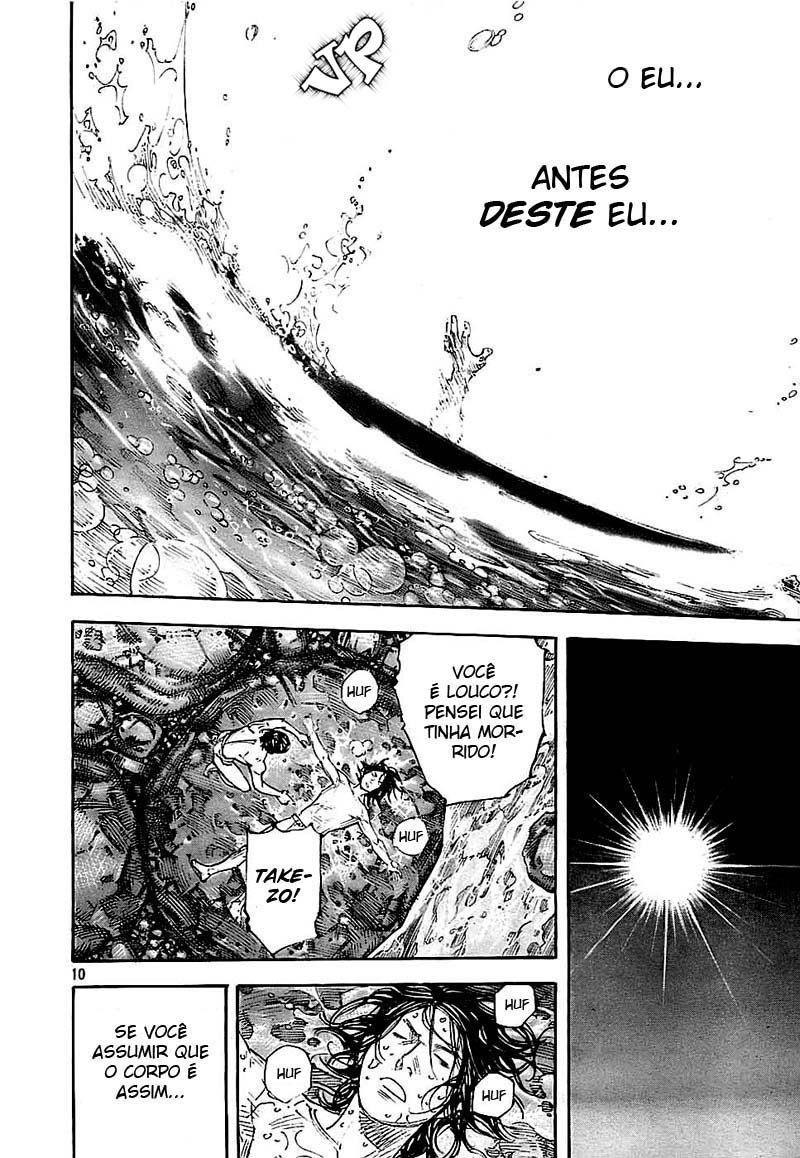 O EU...
VP
ANTES
DESTE EU...
VOCÊ
É LOUCO?!
PENSEI QUE
TINHA MOR-
RIDO!
HUF
HUF
TAKE-
ZO!
10
HUF
HUF
HUF
SE VOCÊ
ASSUMIR QUE
O CORPO É
ASSIM...